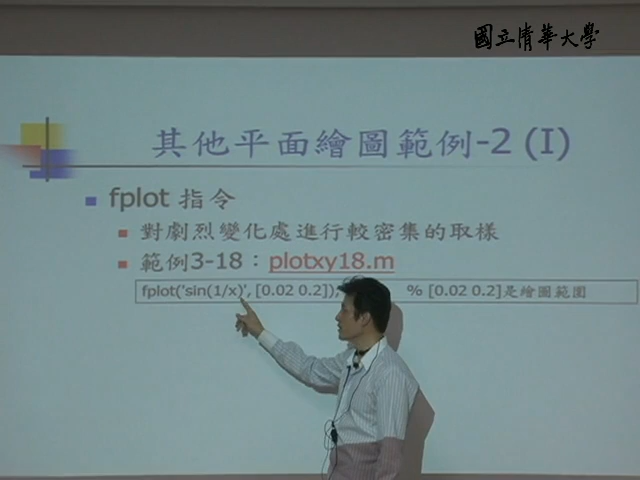 國立清華大學
其他平面繪圖範例-2 (I)
fplot 指令
對劇烈變化處進行較密集的取樣
範例3-18：plotxy18.m
fplot('sin(1/x)', [0.02 0.2]); % [0.02 0.2]是繪圖範圍